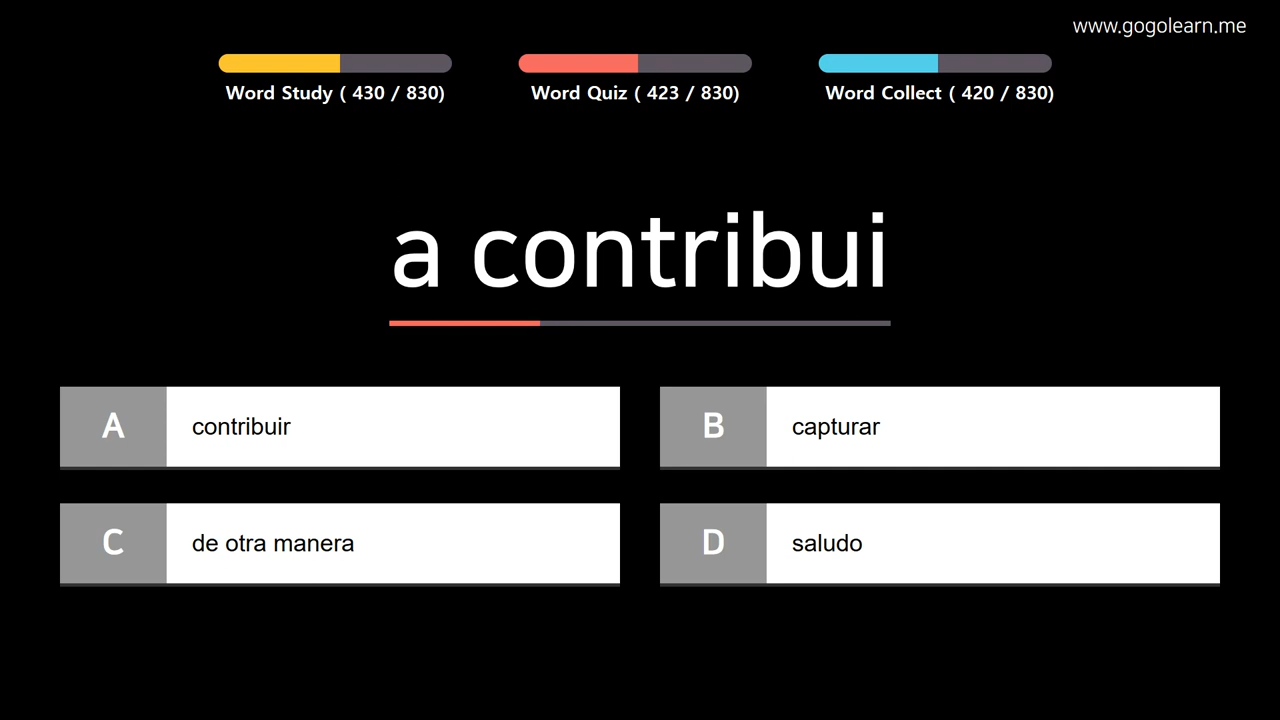 www.gogolearn.me
Word Study ( 430 / 830)
Word Quiz ( 423 / 830)
Word Collect ( 420 / 830)
a contribui
A
contribuir
B
capturar
C
de otra manera
D
saludo